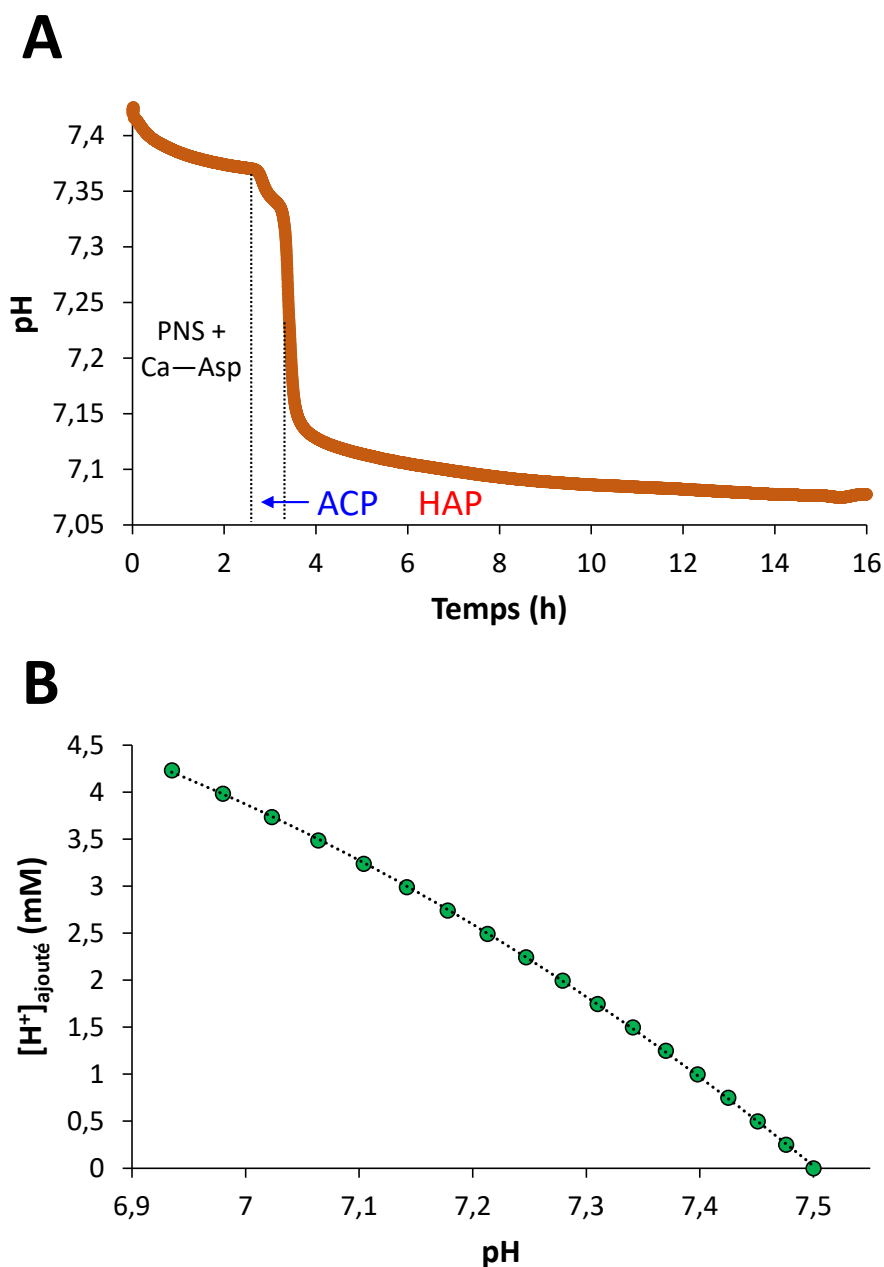 A
7,4
7,35
7,3
7,25
7,2
7,15
7,1
7,05
pH
PNS +
Ca—Asp
ACP HAP
0 2 4 6 8 10 12 14 16
Temps (h)
B
4,5
4
3,5
3
2,5
2
1,5
1
0,5
0
[H⁺]ajouté (mM)
6,9 7 7,1 7,2 7,3 7,4 7,5
pH